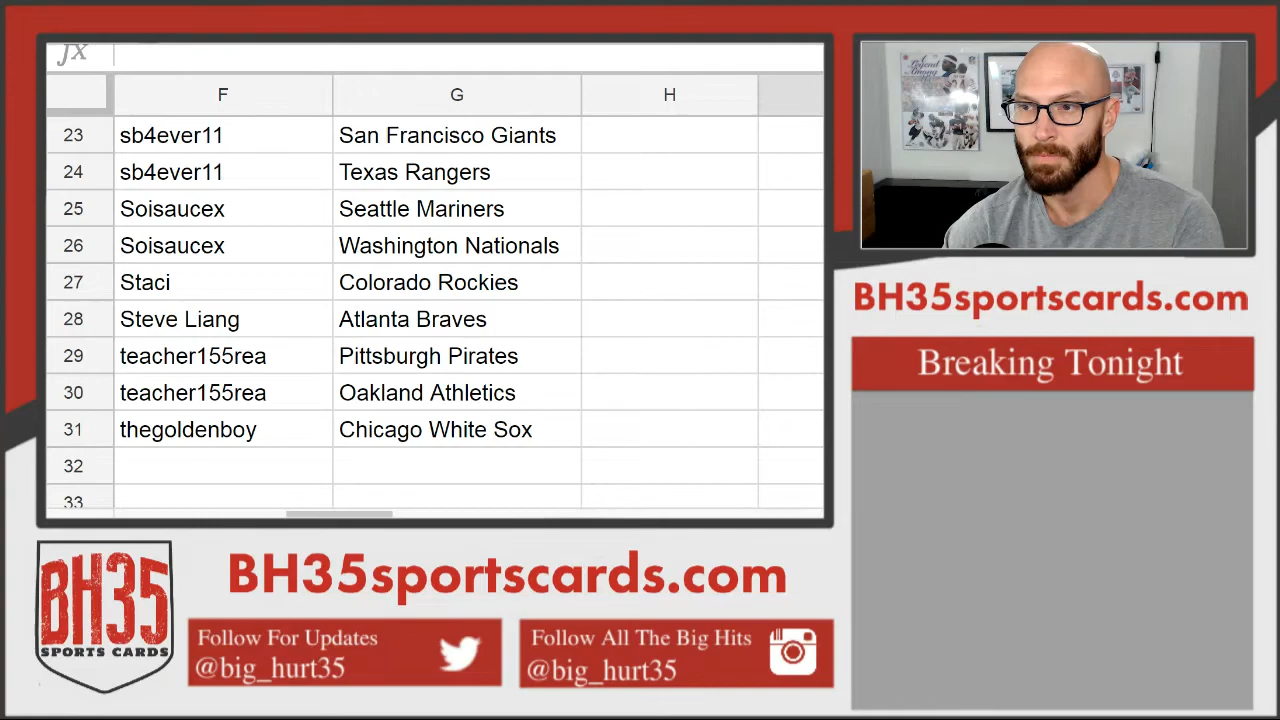 fx
F G H
23 sb4ever11 San Francisco Giants
24 sb4ever11 Texas Rangers
25 Soisaucex Seattle Mariners
26 Soisaucex Washington Nationals
27 Staci Colorado Rockies
28 Steve Liang Atlanta Braves
29 teacher155rea Pittsburgh Pirates
30 teacher155rea Oakland Athletics
31 thegoldenboy Chicago White Sox
32
33
BH35sportscards.com
Breaking Tonight
BH35
SPORTS CARDS
BH35sportscards.com
Follow For Updates
@big_hurt35
Follow All The Big Hits
@big_hurt35